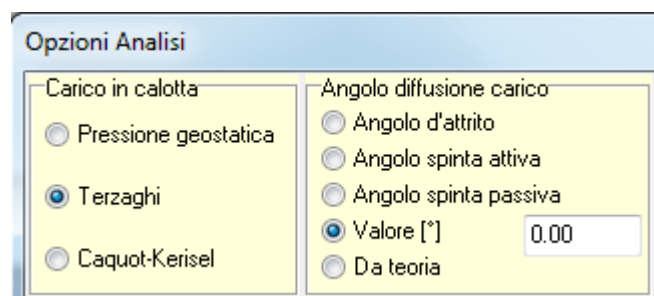 Opzioni Analisi
Carico in calotta
Pressione geostatica
Terzaghi
Caquot-Kerisel
Angolo diffusione carico
Angolo d'attrito
Angolo spinta attiva
Angolo spinta passiva
Valore [°] 0.00
Da teoria